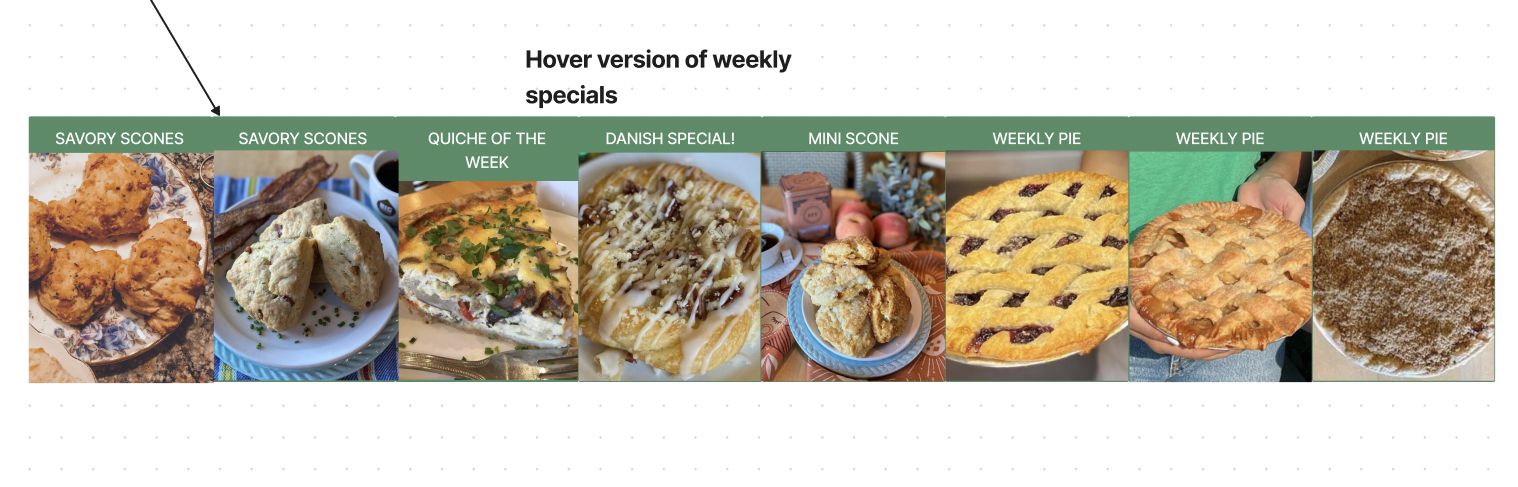 Hover version of weekly
specials
SAVORY SCONES
SAVORY SCONES
QUICHE OF THE
WEEK
DANISH SPECIAL!
MINI SCONE
WEEKLY PIE
WEEKLY PIE
WEEKLY PIE